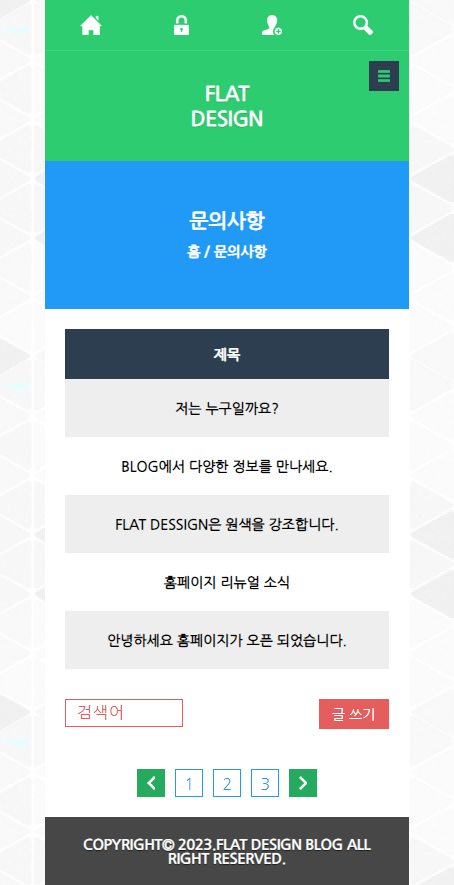 FLAT
DESIGN
문의사항
홈 / 문의사항
제목
저는 누구일까요?
BLOG에서 다양한 정보를 만나세요.
FLAT DESSIGN은 원색을 강조합니다.
홈페이지 리뉴얼 소식
안녕하세요 홈페이지가 오픈 되었습니다.
검색어
글 쓰기
1 2 3
COPYRIGHT© 2023.FLAT DESIGN BLOG ALL
RIGHT RESERVED.